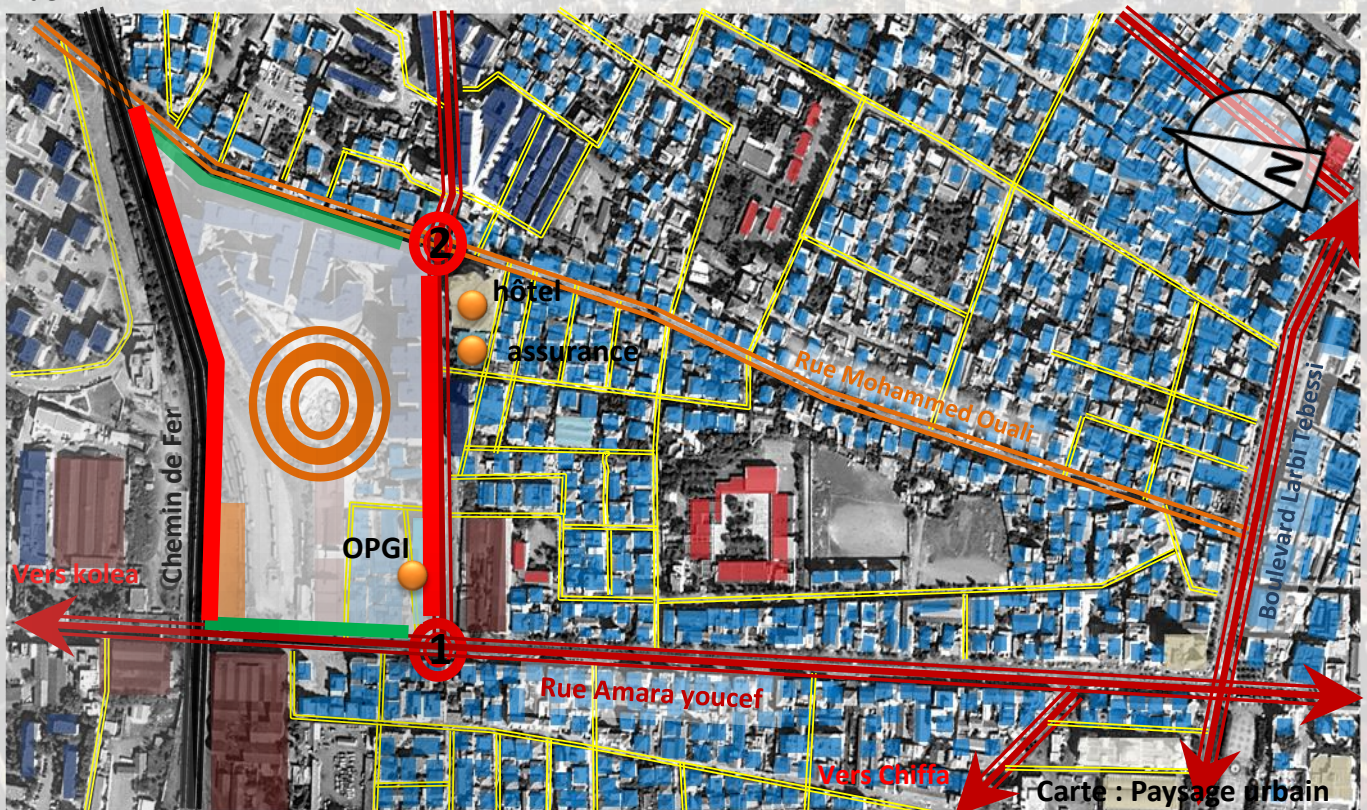 N
2
hôtel
assurance
Rue Mohammed Ouali
Boulevard Larbi Tebessi
Chemin de Fer
OPGI
Vers kolea
1
Rue Amara youcef
Vers Chiffa
Carte : Paysage urbain